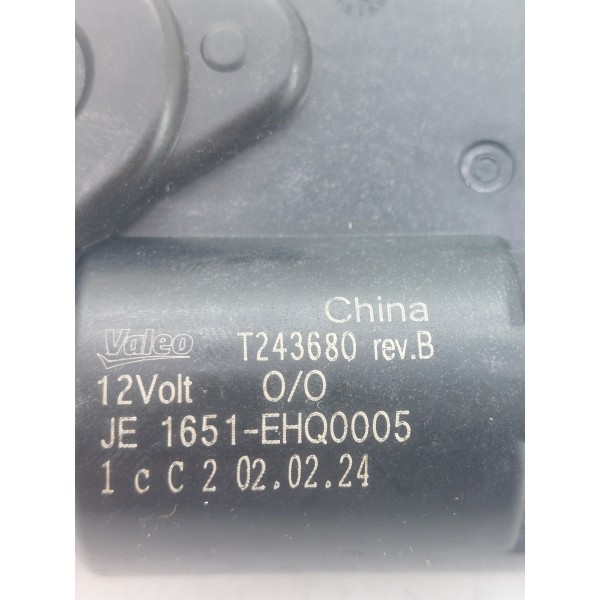 China
Valeo T243680 rev.B
12Volt O/O
JE 1651-EHQ0005
1 c C 2 02.02.24